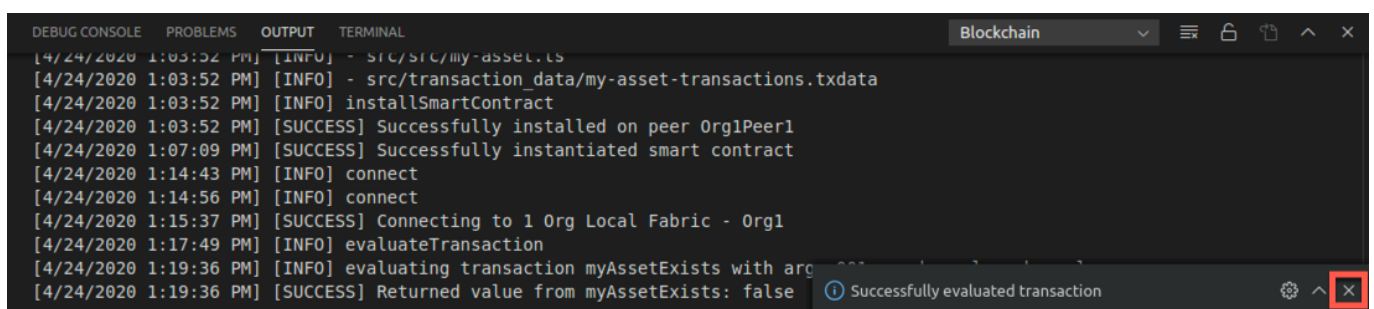 DEBUG CONSOLE PROBLEMS OUTPUT TERMINAL Blockchain
[4/24/2020 1:03:52 PM] [INFO] - src/src/my-asset.ts
[4/24/2020 1:03:52 PM] [INFO] - src/transaction_data/my-asset-transactions.txdata
[4/24/2020 1:03:52 PM] [INFO] installSmartContract
[4/24/2020 1:03:52 PM] [SUCCESS] Successfully installed on peer Org1Peer1
[4/24/2020 1:07:09 PM] [SUCCESS] Successfully instantiated smart contract
[4/24/2020 1:14:43 PM] [INFO] connect
[4/24/2020 1:14:56 PM] [INFO] connect
[4/24/2020 1:15:37 PM] [SUCCESS] Connecting to 1 Org Local Fabric - Org1
[4/24/2020 1:17:49 PM] [INFO] evaluateTransaction
[4/24/2020 1:19:36 PM] [INFO] evaluating transaction myAssetExists with
[4/24/2020 1:19:36 PM] [SUCCESS] Returned value from myAssetExists: false
Successfully evaluated transaction